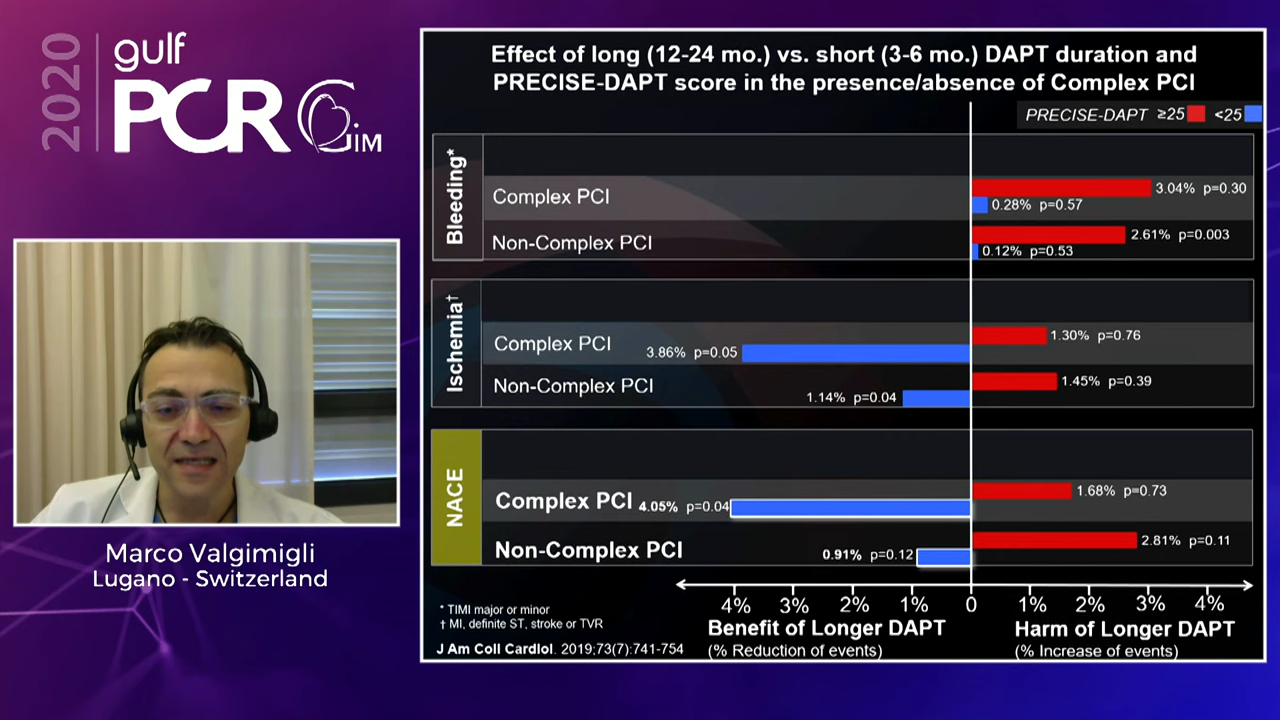 2020
gulf
PCR GIM
Marco Valgimigli
Lugano - Switzerland
Effect of long (12-24 mo.) vs. short (3-6 mo.) DAPT duration and
PRECISE-DAPT score in the presence/absence of Complex PCI
PRECISE-DAPT ≥25 <25
Bleeding*
Complex PCI
3.04% p=0.30
0.28% p=0.57
Non-Complex PCI
2.61% p=0.003
0.12% p=0.53
Ischemia†
Complex PCI
1.30% p=0.76
3.86% p=0.05
Non-Complex PCI
1.45% p=0.39
1.14% p=0.04
NACE
Complex PCI
1.68% p=0.73
4.05% p=0.04
Non-Complex PCI
2.81% p=0.11
0.91% p=0.12
4% 3% 2% 1% 0 1% 2% 3% 4%
Benefit of Longer DAPT
(% Reduction of events)
Harm of Longer DAPT
(% Increase of events)
* TIMI major or minor
† MI, definite ST, stroke or TVR
J Am Coll Cardiol. 2019;73(7):741-754